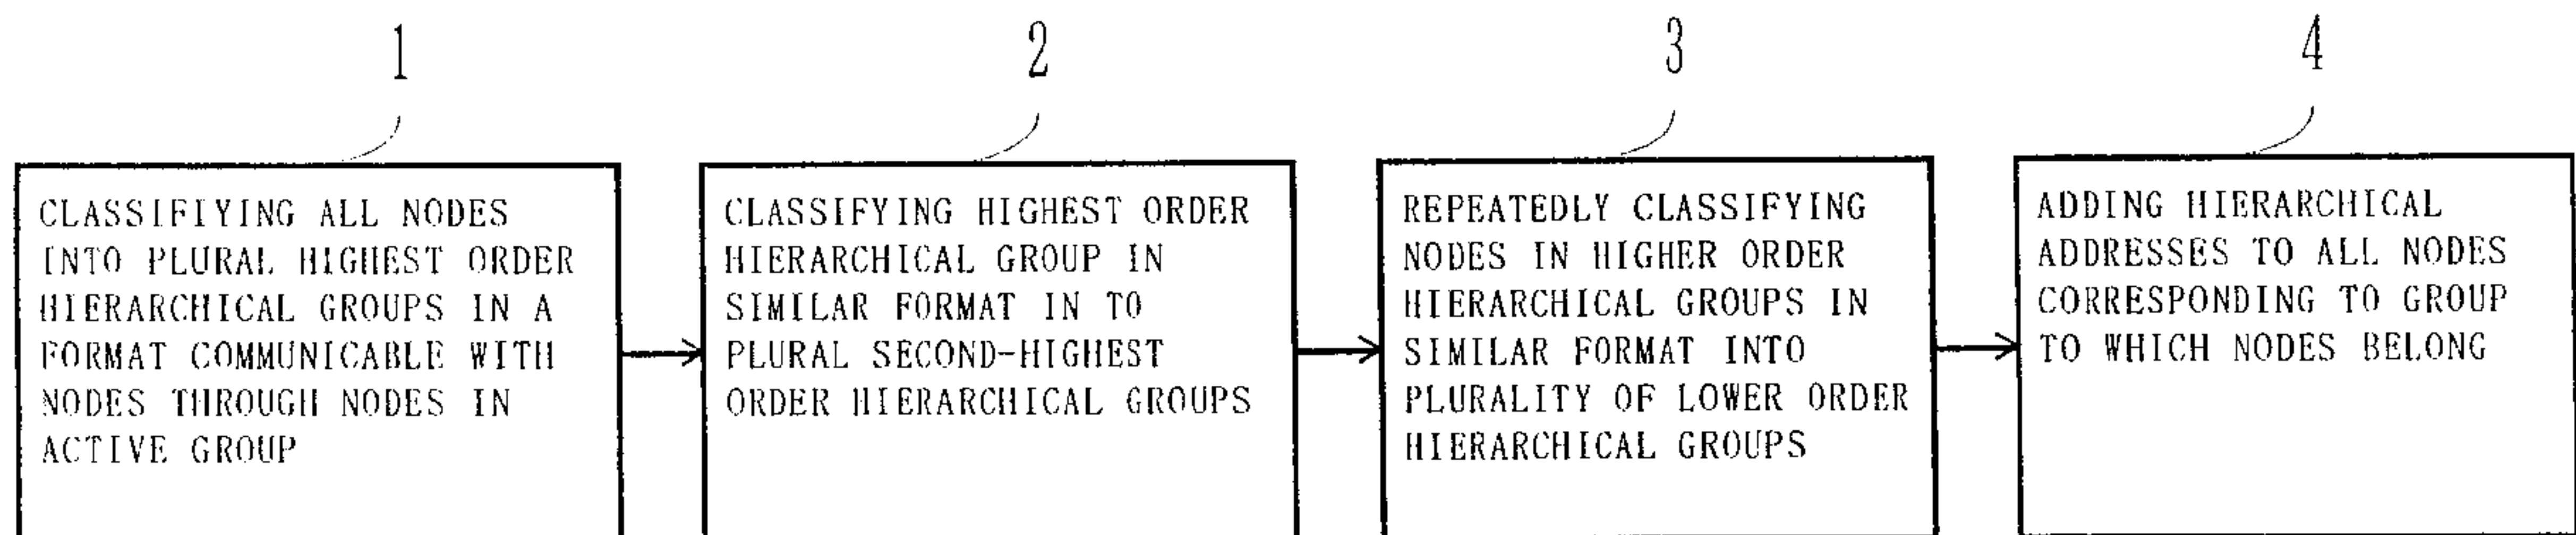 1
2
3
4
CLASSIFIYING ALL NODES
INTO PLURAL HIGHEST ORDER
HIERARCHICAL GROUPS IN A
FORMAT COMMUNICABLE WITH
NODES THROUGH NODES IN
ACTIVE GROUP
CLASSIFYING HIGHEST ORDER
HIERARCHICAL GROUP IN
SIMILAR FORMAT IN TO
PLURAL SECOND-HIGHEST
ORDER HIERARCHICAL GROUPS
REPEATEDLY CLASSIFYING
NODES IN HIGHER ORDER
HIERARCHICAL GROUPS IN
SIMILAR FORMAT INTO
PLURALITY OF LOWER ORDER
HIERARCHICAL GROUPS
ADDING HIERARCHICAL
ADDRESSES TO ALL NODES
CORRESPONDING TO GROUP
TO WHICH NODES BELONG